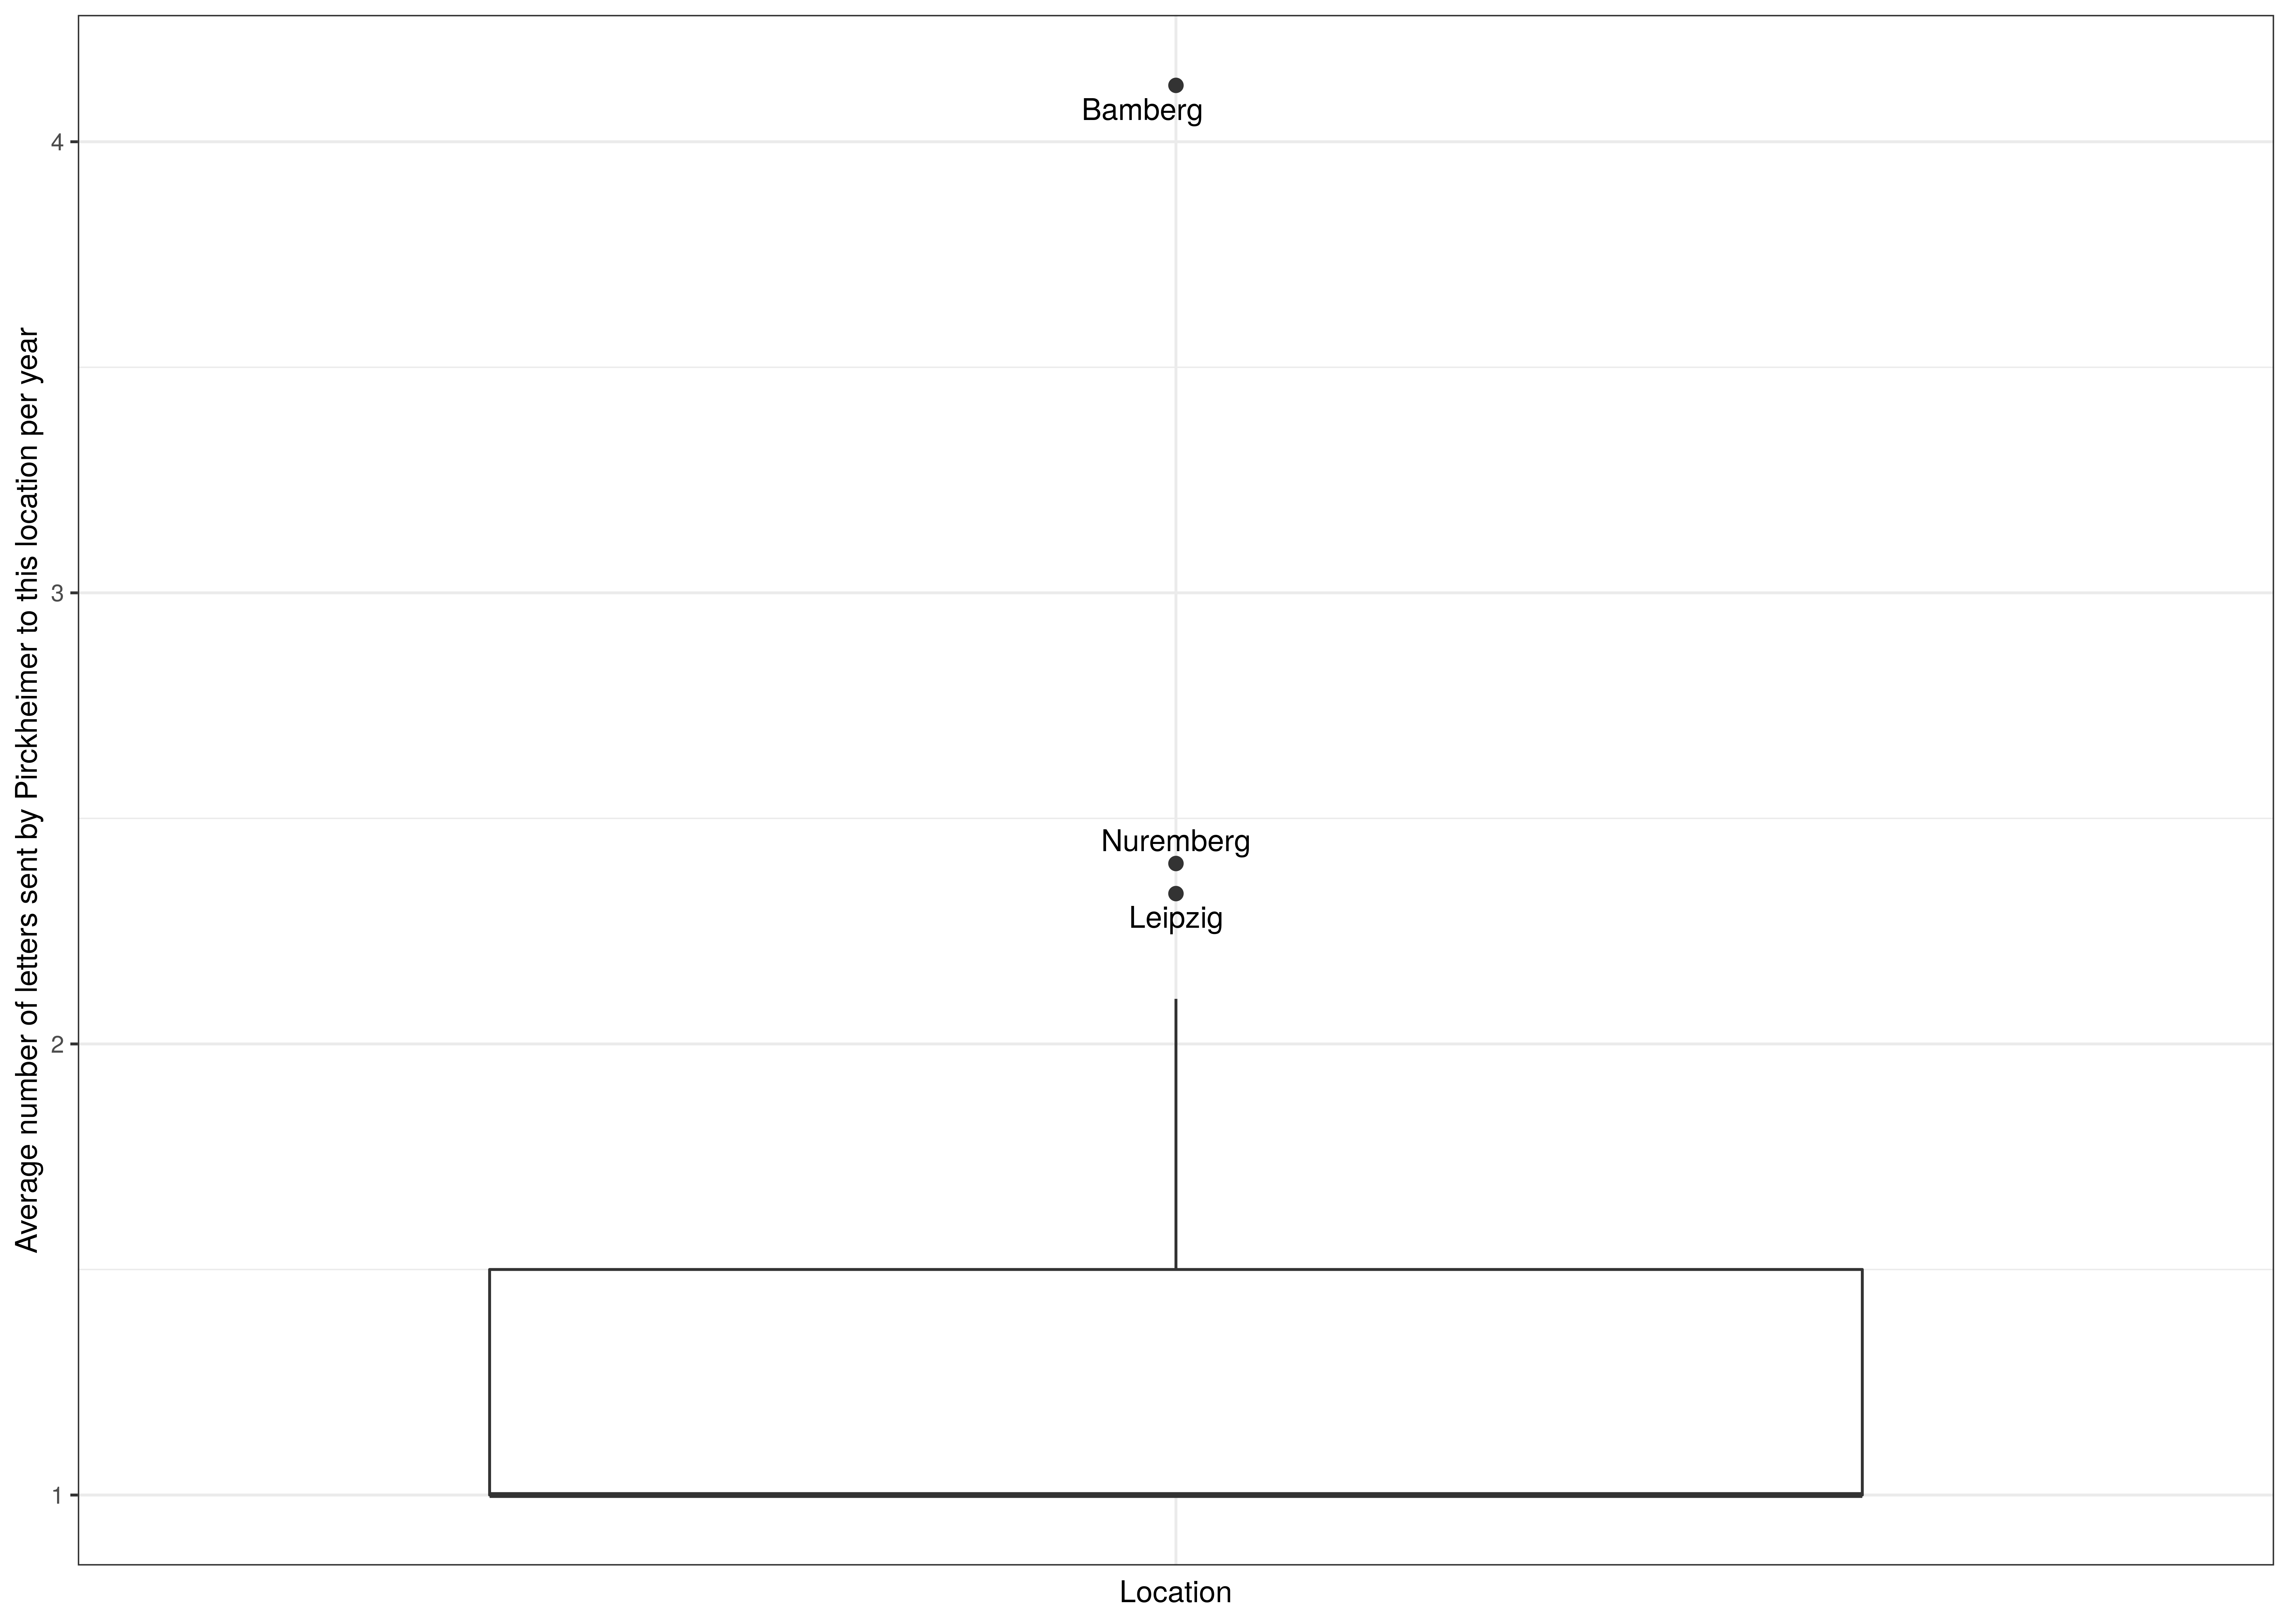 Average number of letters sent by Pirckheimer to this location per year
4
3
2
1
Bamberg
Nuremberg
Leipzig
Location